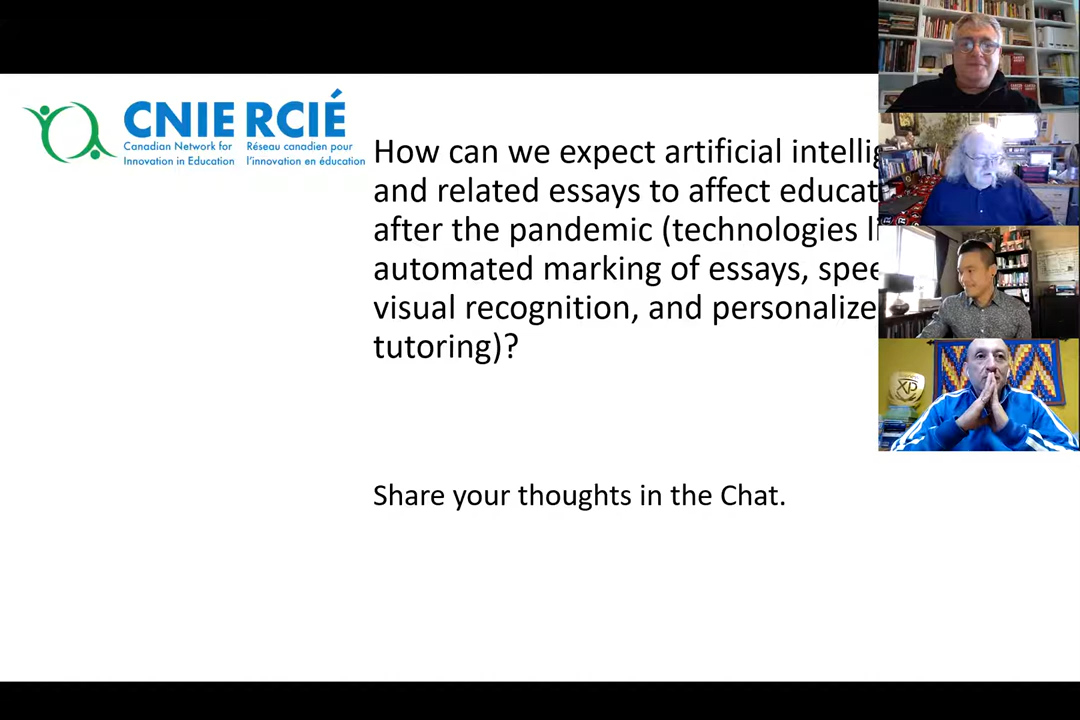 CNIE RCIÉ
Canadian Network for Réseau canadien pour
Innovation in Education l'innovation en éducation
How can we expect artificial
and related essays to affect
after the pandemic (technologies
automated marking of essays,
visual recognition, and
tutoring)?
Share your thoughts in the Chat.
XP